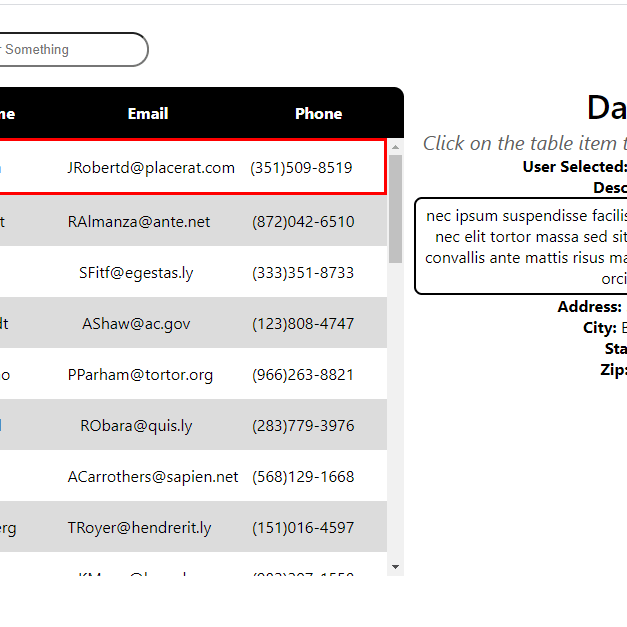 r Something
me Email Phone
JRobertd@placerat.com (351)509-8519
t RAlmanza@ante.net (872)042-6510
SFitf@egestas.ly (333)351-8733
dt AShaw@ac.gov (123)808-4747
o PParham@tortor.org (966)263-8821
RObara@quis.ly (283)779-3976
ACarrothers@sapien.net (568)129-1668
erg TRoyer@hendrerit.ly (151)016-4597
Da
Click on the table item t
User Selected:
Desc
nec ipsum suspendisse facilis
nec elit tortor massa sed sit
convallis ante mattis risus ma
orci
Address:
City:
Sta
Zip: